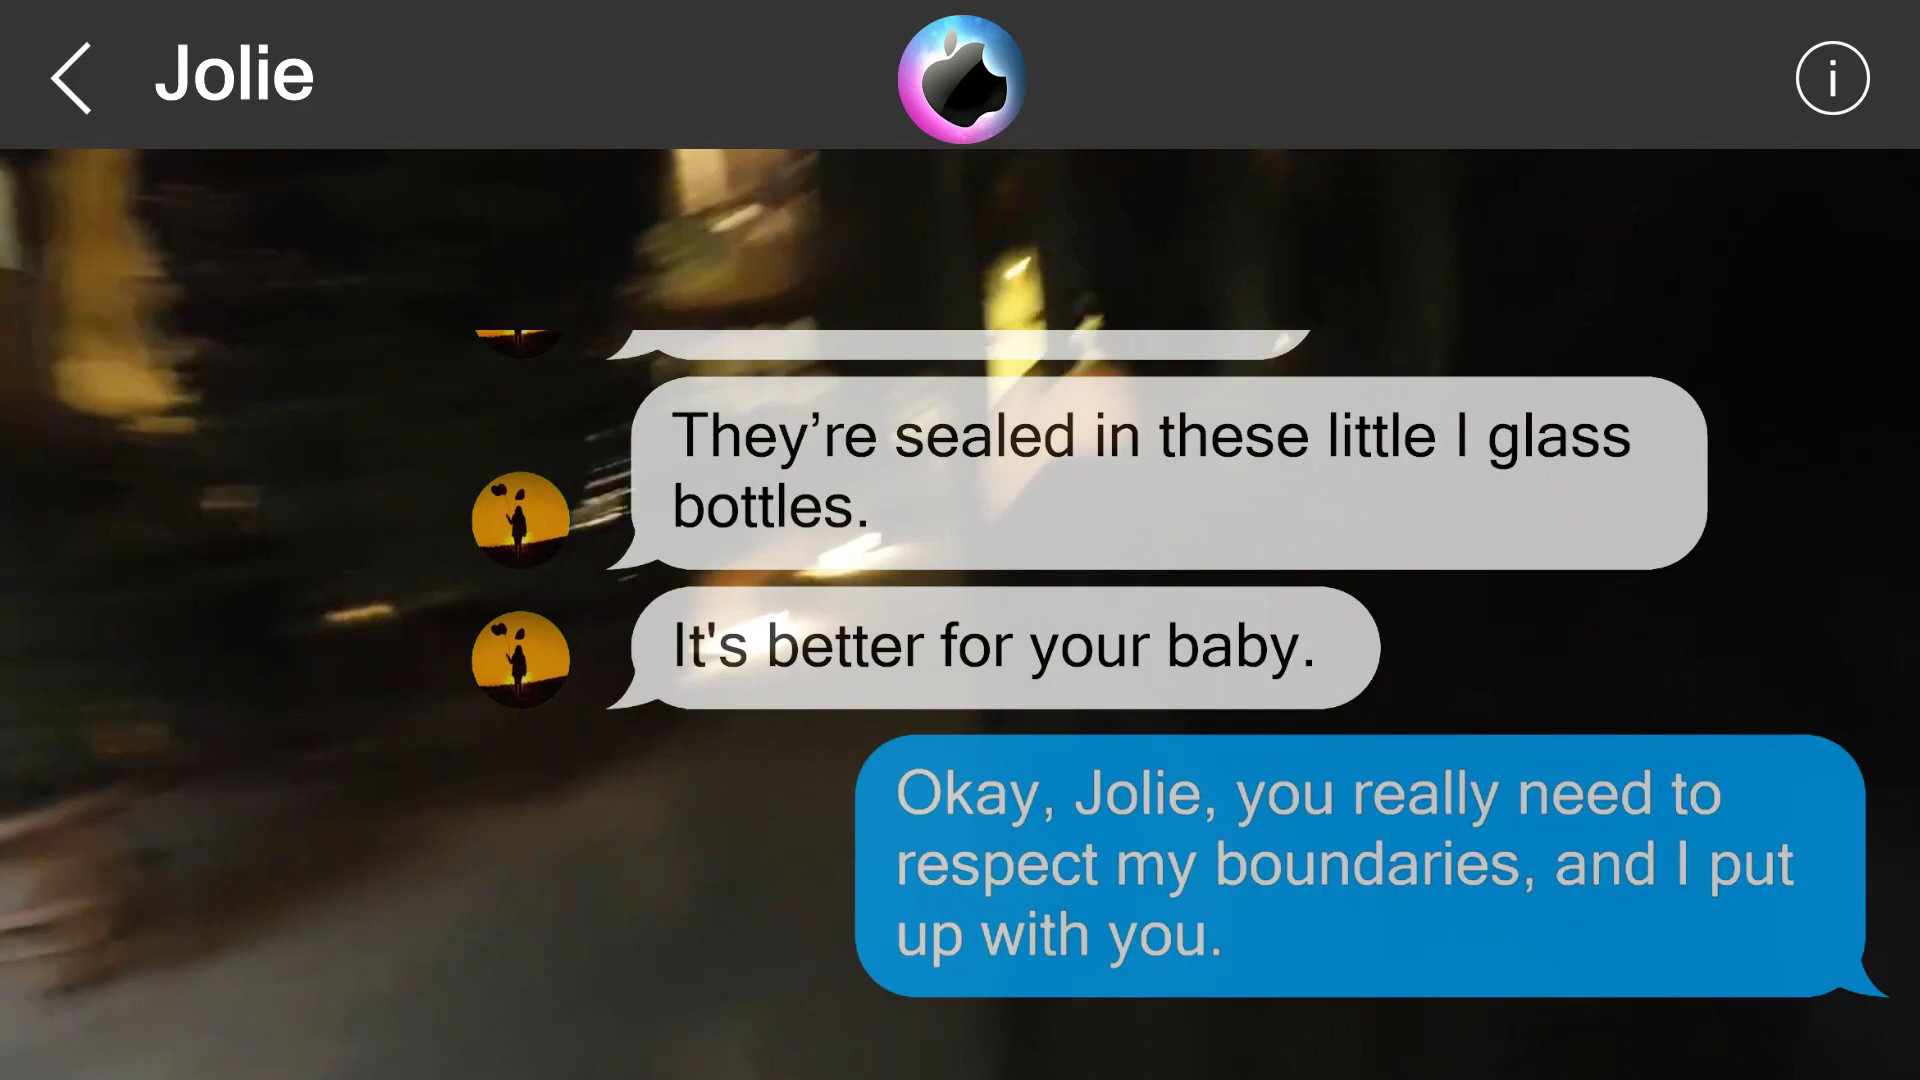 Jolie
They’re sealed in these little I glass
bottles.
It's better for your baby.
Okay, Jolie, you really need to
respect my boundaries, and I put
up with you.